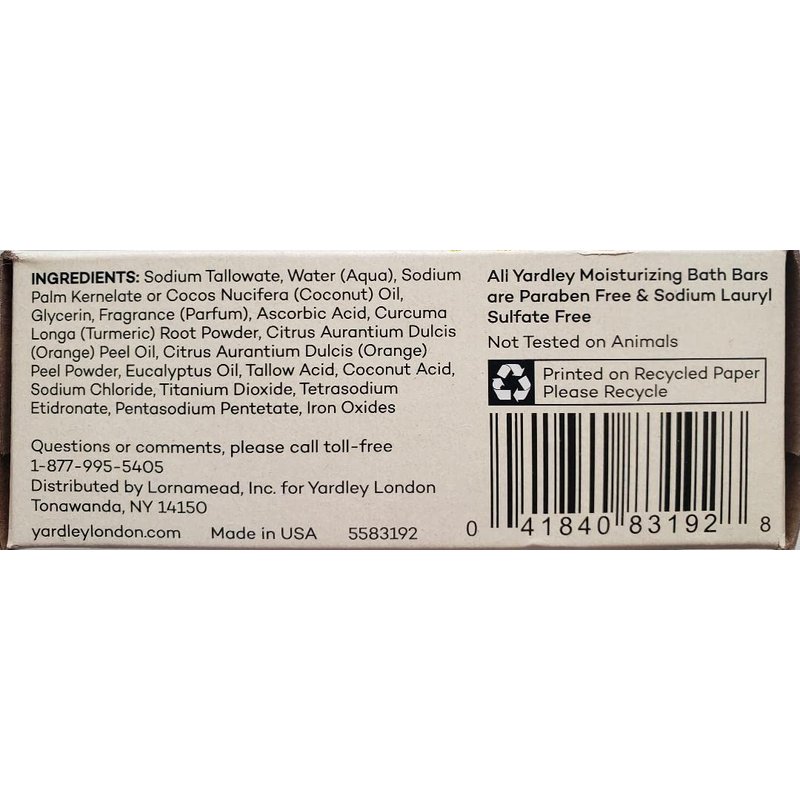 INGREDIENTS: Sodium Tallowate, Water (Aqua), Sodium
Palm Kernelate or Cocos Nucifera (Coconut) Oil,
Glycerin, Fragrance (Parfum), Ascorbic Acid, Curcuma
Longa (Turmeric) Root Powder, Citrus Aurantium Dulcis
(Orange) Peel Oil, Citrus Aurantium Dulcis (Orange)
Peel Powder, Eucalyptus Oil, Tallow Acid, Coconut Acid,
Sodium Chloride, Titanium Dioxide, Tetrasodium
Etidronate, Pentasodium Pentetate, Iron Oxides
Questions or comments, please call toll-free
1-877-995-5405
Distributed by Lornamead, Inc. for Yardley London
Tonawanda, NY 14150
yardleylondon.com Made in USA 5583192
All Yardley Moisturizing Bath Bars
are Paraben Free & Sodium Lauryl
Sulfate Free
Not Tested on Animals
Printed on Recycled Paper
Please Recycle
0 41840 83192 8